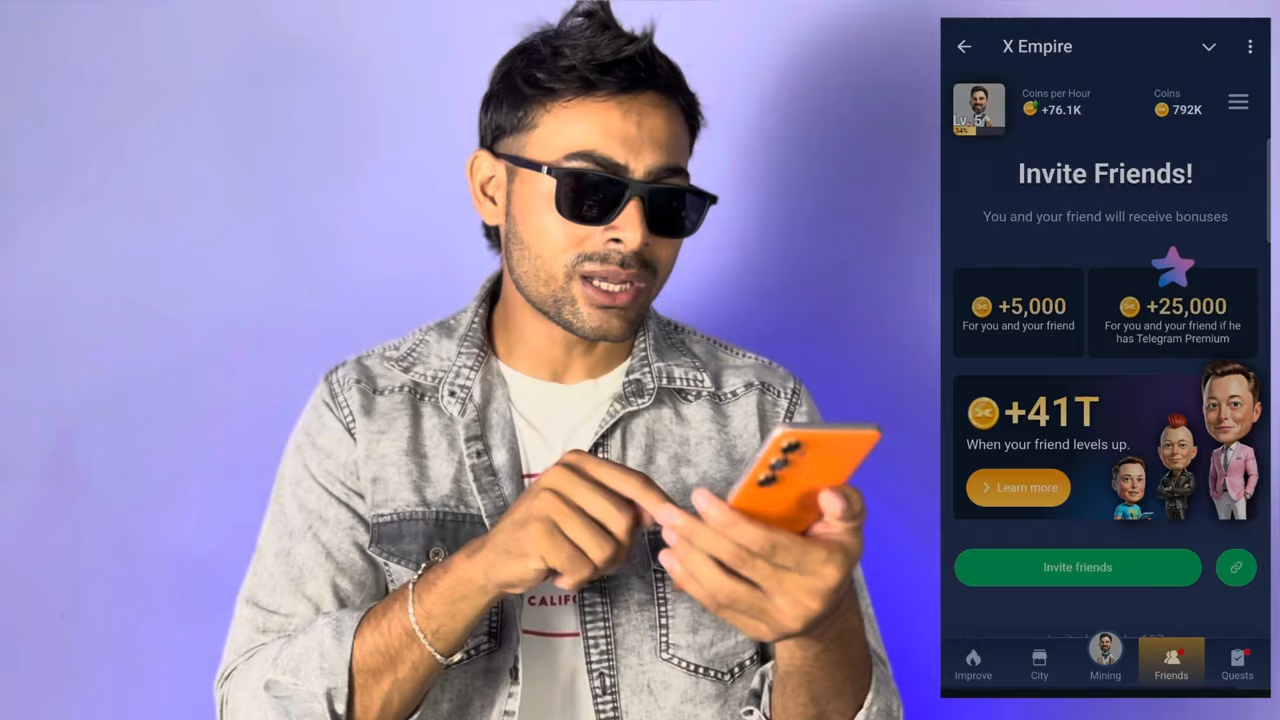 X Empire
Coins per Hour
+76.1K
Coins
792K
Lv. 5
34%
Invite Friends!
You and your friend will receive bonuses
+5,000
For you and your friend
+25,000
For you and your friend if he
has Telegram Premium
+41T
When your friend levels up.
Learn more
Invite friends
Improve
City
Mining
Friends
Quests
CALIFO